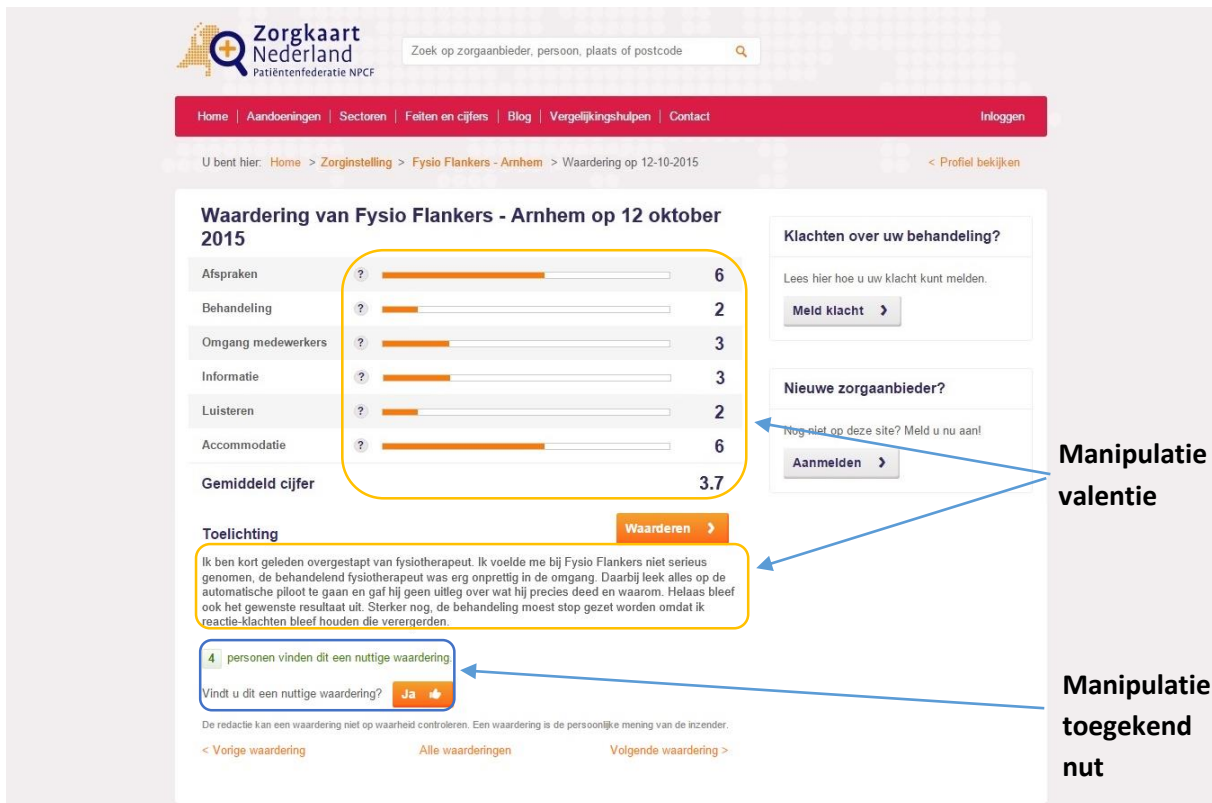 Zorgkaart
Nederland
Patiëntenfederatie NPCF
Zoek op zorgaanbieder, persoon, plaats of postcode
Home | Aandoeningen | Sectoren | Feiten en cijfers | Blog | Vergelijkingshulpen | Contact
Inloggen
U bent hier: Home > Zorginstelling > Fysio Flankers - Arnhem > Waardering op 12-10-2015
< Profiel bekijken
Waardering van Fysio Flankers - Arnhem op 12 oktober
2015
Afspraken ? 6
Behandeling ? 2
Omgang medewerkers ? 3
Informatie ? 3
Luisteren ? 2
Accommodatie ? 6
Gemiddeld cijfer 3.7
Klachten over uw behandeling?
Lees hier hoe u uw klacht kunt melden.
Meld klacht
Nieuwe zorgaanbieder?
Nog niet op deze site? Meld u nu aan!
Aanmelden
Manipulatie
valentie
Toelichting
Waarderen
Ik ben kort geleden overgestapt van fysiotherapeut. Ik voelde me bij Fysio Flankers niet serieus
genomen, de behandelend fysiotherapeut was erg onprettig in de omgang. Daarbij leek alles op de
automatische piloot te gaan en gaf hij geen uitleg over wat hij precies deed en waarom. Helaas bleef
ook het gewenste resultaat uit. Sterker nog, de behandeling moest stop gezet worden omdat ik
reactie-klachten bleef houden die verergerden.
4 personen vinden dit een nuttige waardering.
Vindt u dit een nuttige waardering? Ja
De redactie kan een waardering niet op waarheid controleren. Een waardering is de persoonlijke mening van de inzender.
< Vorige waardering
Alle waarderingen
Volgende waardering >
Manipulatie
toegekend
nut